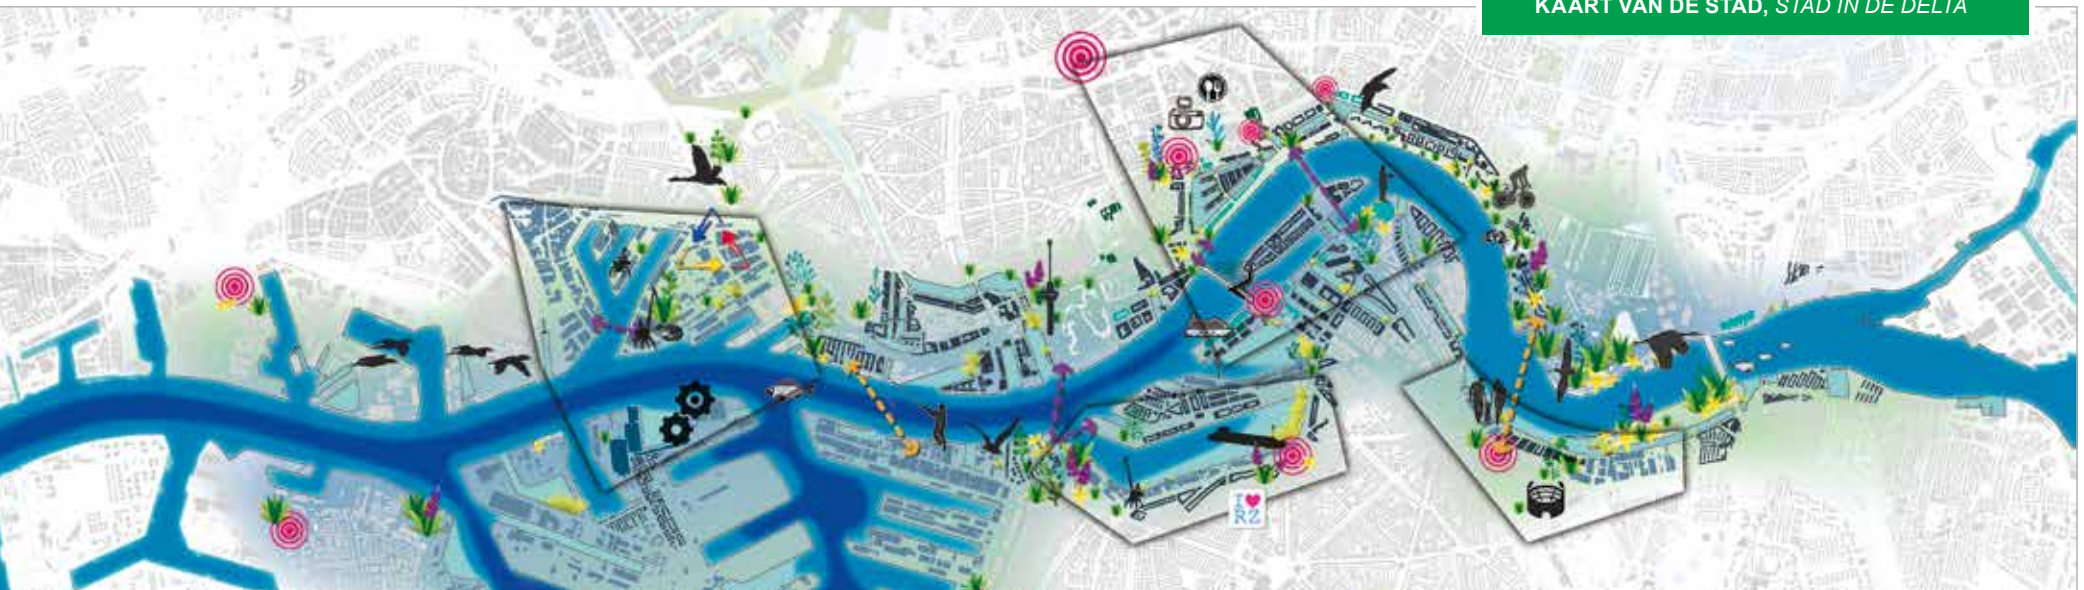 KAART VAN DE STAD, STAD IN DE DELTA
I ♥
RZ